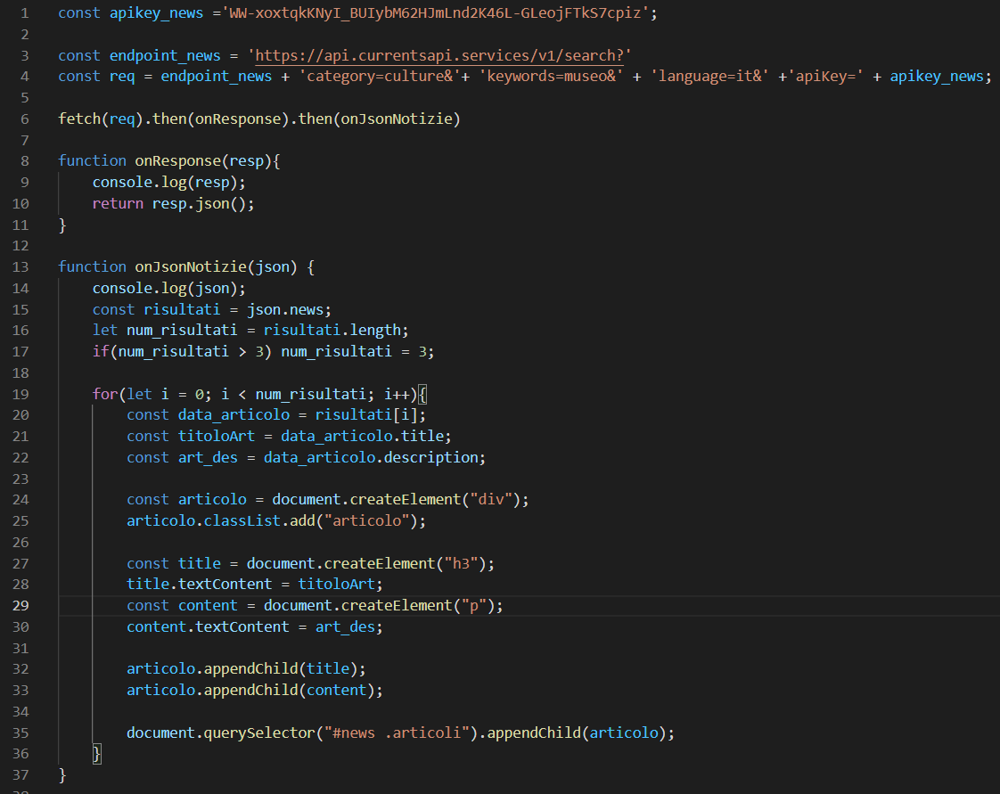 1 const apikey_news ='WW-xoxtqkKNyI_BUIybM62HJmLnd2K46L-GLeojFTkS7cpiz';
2
3 const endpoint_news = 'https://api.currentsapi.services/v1/search?'
4 const req = endpoint_news + 'category=culture&'+ 'keywords=museo&' + 'language=it&' +'apiKey=' + apikey_news;
5
6 fetch(req).then(onResponse).then(onJsonNotizie)
7
8 function onResponse(resp){
9 console.log(resp);
10 return resp.json();
11 }
12
13 function onJsonNotizie(json) {
14 console.log(json);
15 const risultati = json.news;
16 let num_risultati = risultati.length;
17 if(num_risultati > 3) num_risultati = 3;
18
19 for(let i = 0; i < num_risultati; i++){
20 const data_articolo = risultati[i];
21 const titoloArt = data_articolo.title;
22 const art_des = data_articolo.description;
23
24 const articolo = document.createElement("div");
25 articolo.classList.add("articolo");
26
27 const title = document.createElement("h3");
28 title.textContent = titoloArt;
29 const content = document.createElement("p");
30 content.textContent = art_des;
31
32 articolo.appendChild(title);
33 articolo.appendChild(content);
34
35 document.querySelector("#news .articoli").appendChild(articolo);
36 }
37 }